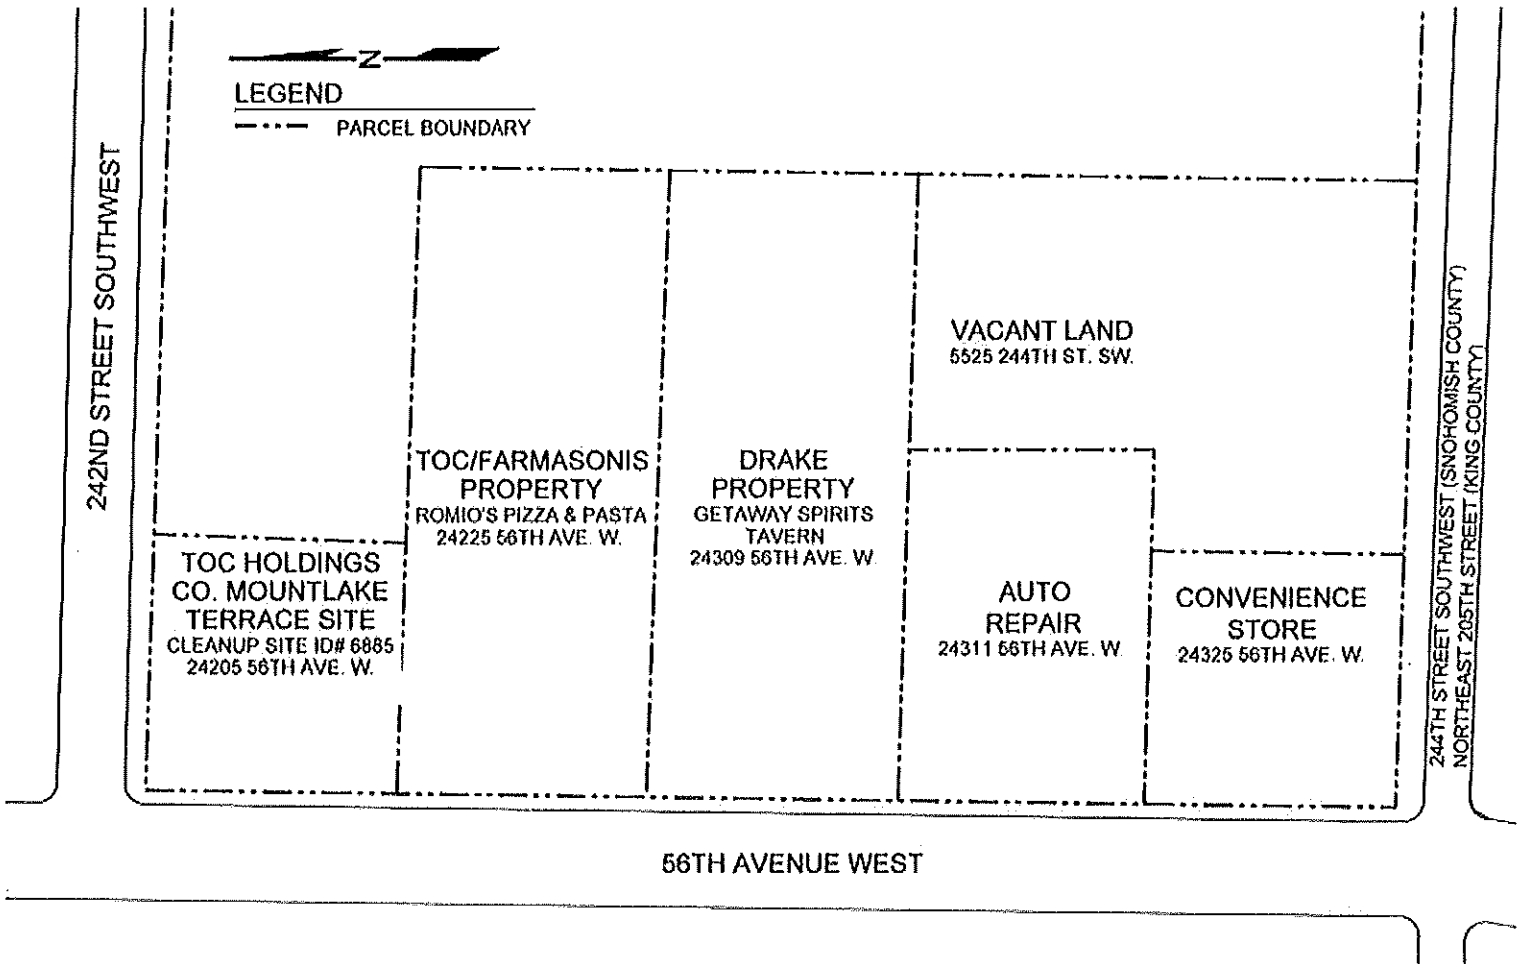 N
LEGEND
PARCEL BOUNDARY
242ND STREET SOUTHWEST
TOC HOLDINGS
CO. MOUNTLAKE
TERRACE SITE
CLEANUP SITE ID# 6885
24205 56TH AVE. W.
TOC/FARMASONIS
PROPERTY
ROMIO'S PIZZA & PASTA
24225 56TH AVE. W.
DRAKE
PROPERTY
GETAWAY SPIRITS
TAVERN
24309 56TH AVE. W.
VACANT LAND
5525 244TH ST. SW.
AUTO
REPAIR
24311 56TH AVE. W.
CONVENIENCE
STORE
24325 56TH AVE. W.
244TH STREET SOUTHWEST (SNOHOMISH COUNTY)
NORTHEAST 205TH STREET (KING COUNTY)
56TH AVENUE WEST